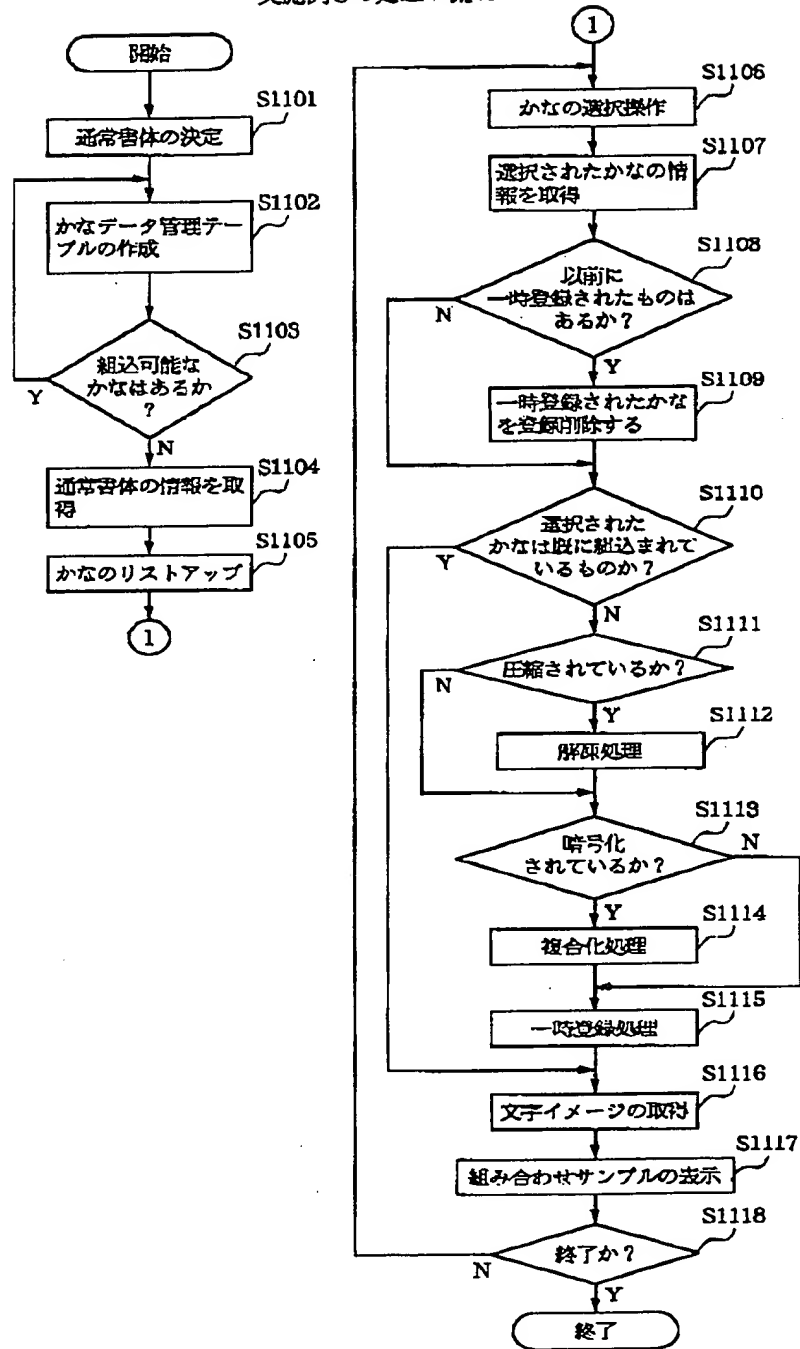 開始
S1101
通常書体の決定
S1102
かなデータ管理テー
ブルの作成
S1103
組込可能な
かなはあるか
?
Y
N
S1104
通常書体の情報を取
得
S1105
かなのリストアップ
1
1
S1106
かなの選択操作
S1107
選択されたかなの情
報を取得
S1108
以前に
一時登録されたものは
あるか?
N
Y
S1109
一時登録されたかな
を登録削除する
S1110
選択された
かなは既に組込まれて
いるものか?
Y
N
S1111
圧縮されているか?
N
Y
S1112
解凍処理
S1113
暗号化
されているか?
N
Y
S1114
複合化処理
S1115
一時登録処理
S1116
文字イメージの取得
S1117
組み合わせサンプルの表示
S1118
終了か?
N
Y
終了